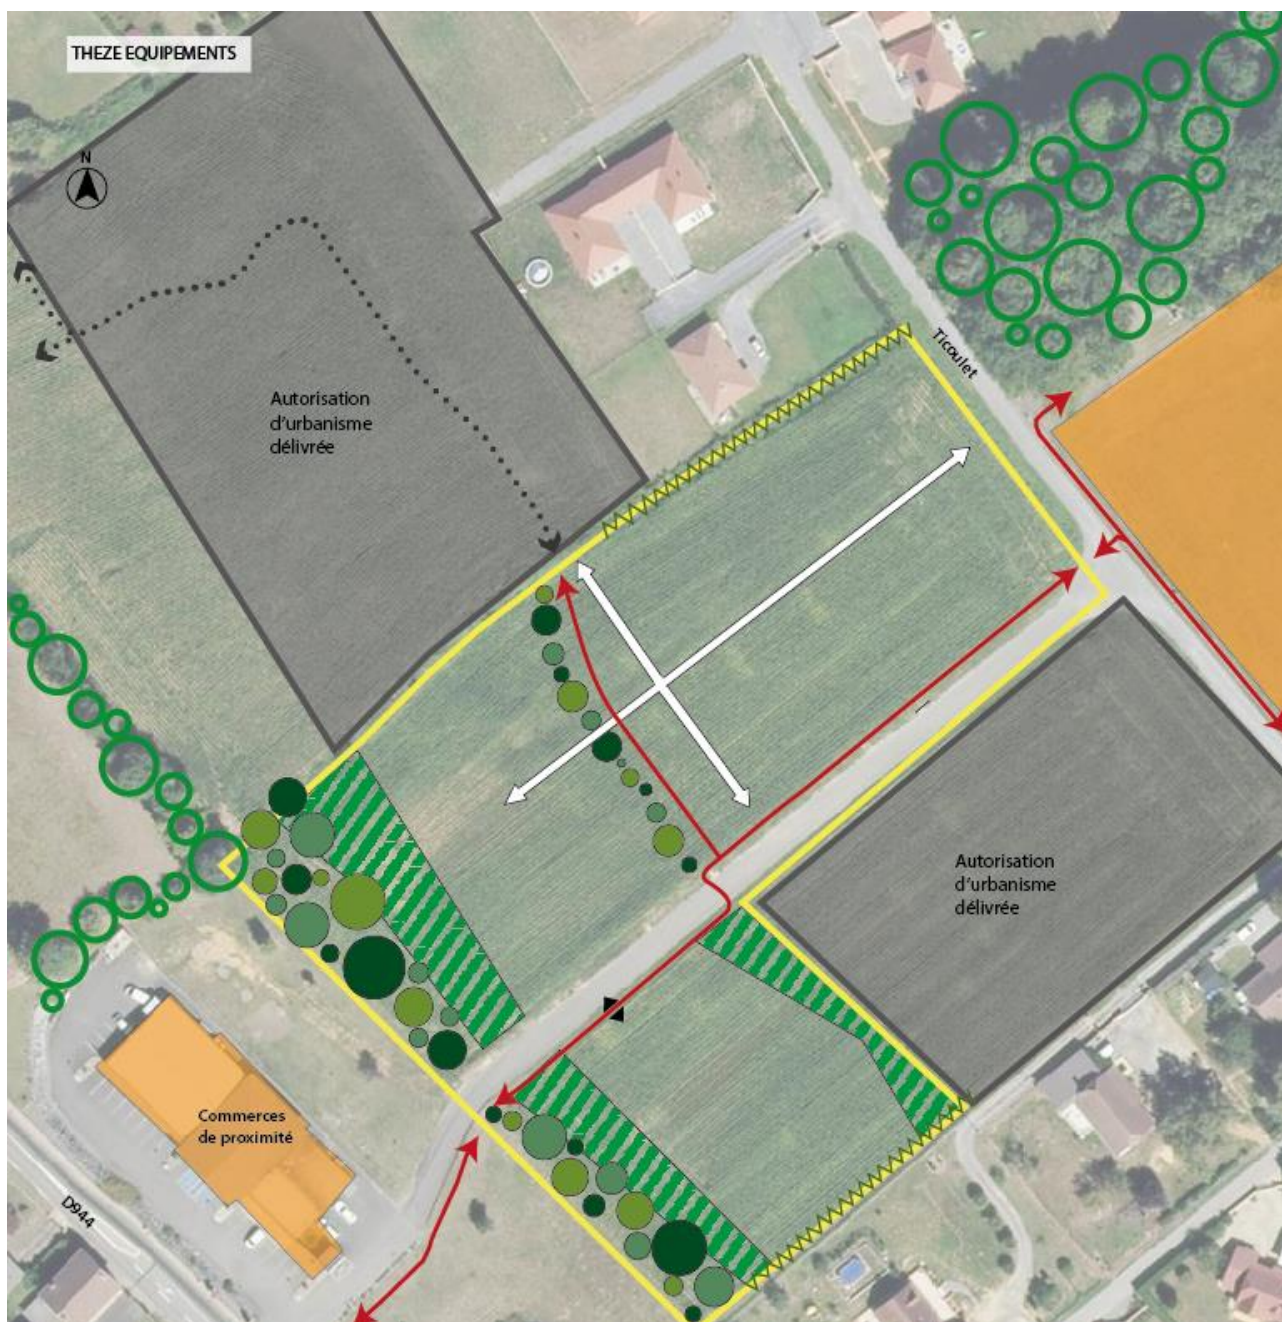 THEZE EQUIPEMENTS
N
Ticoulet
Autorisation
d'urbanisme
délivrée
Autorisation
d'urbanisme
délivrée
Commerces
de proximité
D944